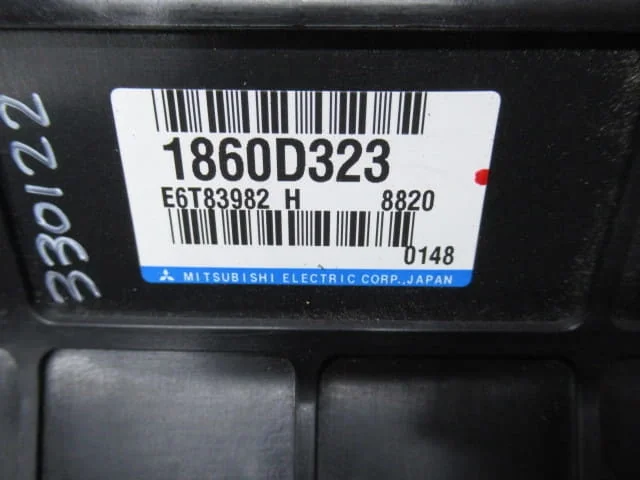 330122
1860D323
E6T83982 H 8820
0148
MITSUBISHI ELECTRIC CORP.,JAPAN